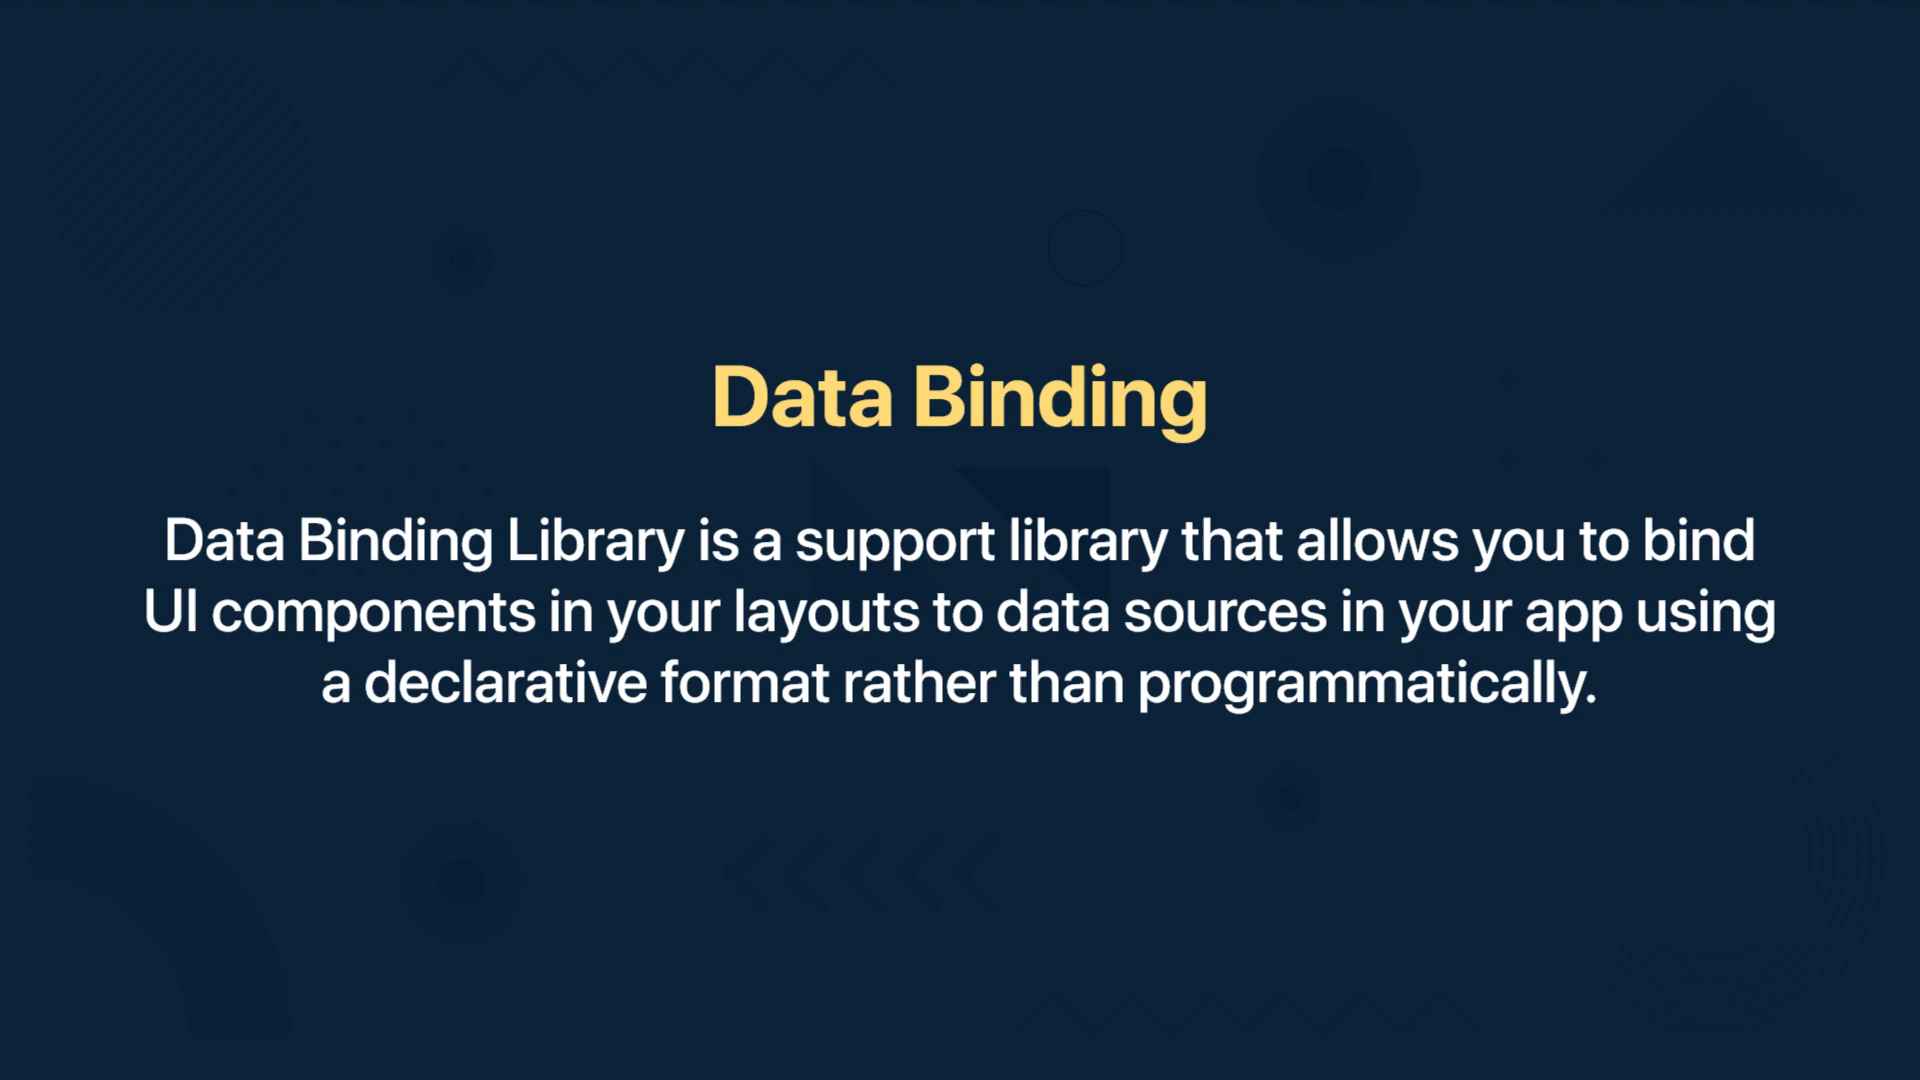 Data Binding
Data Binding Library is a support library that allows you to bind
UI components in your layouts to data sources in your app using
a declarative format rather than programmatically.